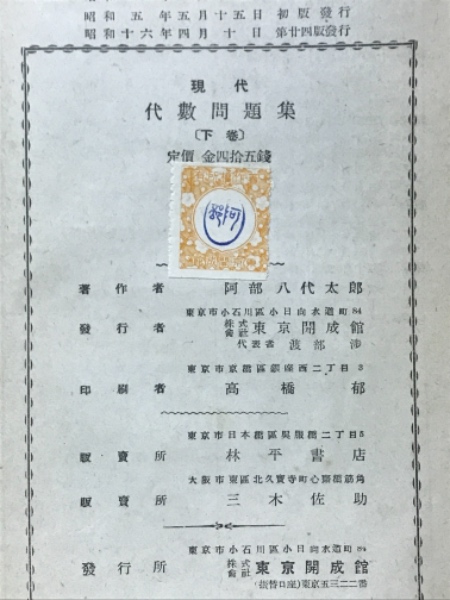 昭和五年五月十五日 初版發行
昭和十六年四月十日 第廿四版發行
現代
代數問題集
〔下卷〕
定價 金四拾五錢
著作者 阿部八代太郎
東京市小石川區小日向水道町84
發行者 株式會社 東京開成館
代表者 渡部渉
東京市京橋區銀座西二丁目3
印刷者 高橋郁
東京市日本橋區吳服橋二丁目5
販賣所 林平書店
大阪市東區北久寶寺町心齋橋筋角
販賣所 三木佐助
東京市小石川區小日向水道町84
發行所 株式會社 東京開成館
(振替口座)東京五三二二番